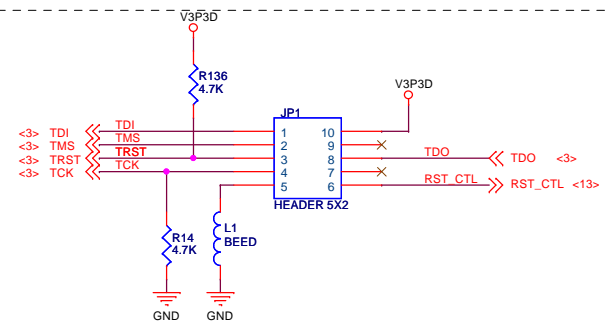 V3P3D
R136
4.7K
V3P3D
JP1
<3> TDI TDI 1 10
<3> TMS TMS 2 9
<3> TRST TRST 3 8 TDO TDO <3>
<3> TCK TCK 4 7
5 6 RST_CTL RST_CTL <13>
HEADER 5X2
R14
4.7K
L1
BEED
GND GND